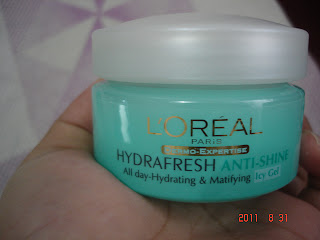 L'ORÉAL
PARIS
DERMO-EXPERTISE
HYDRAFRESH ANTI-SHINE
All day-Hydrating & Matifying Icy Gel
2011 8 31